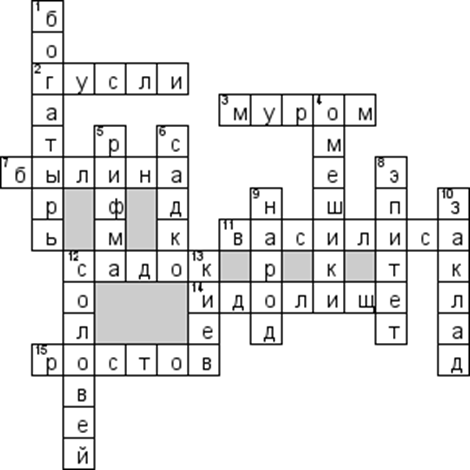 1 б
о
2 г у с л и
а 3 м у р 4 о м
т 5 р 6 с м
7 б ы л и н а е 8 э
р ф д 9 н ш п 10 з
ь м к 11 в а с и л и с а
12 с а д о 13 к р к т к
о 14 и д о л и щ е л
л е д т а
15 р о с т о в д
в
е
й